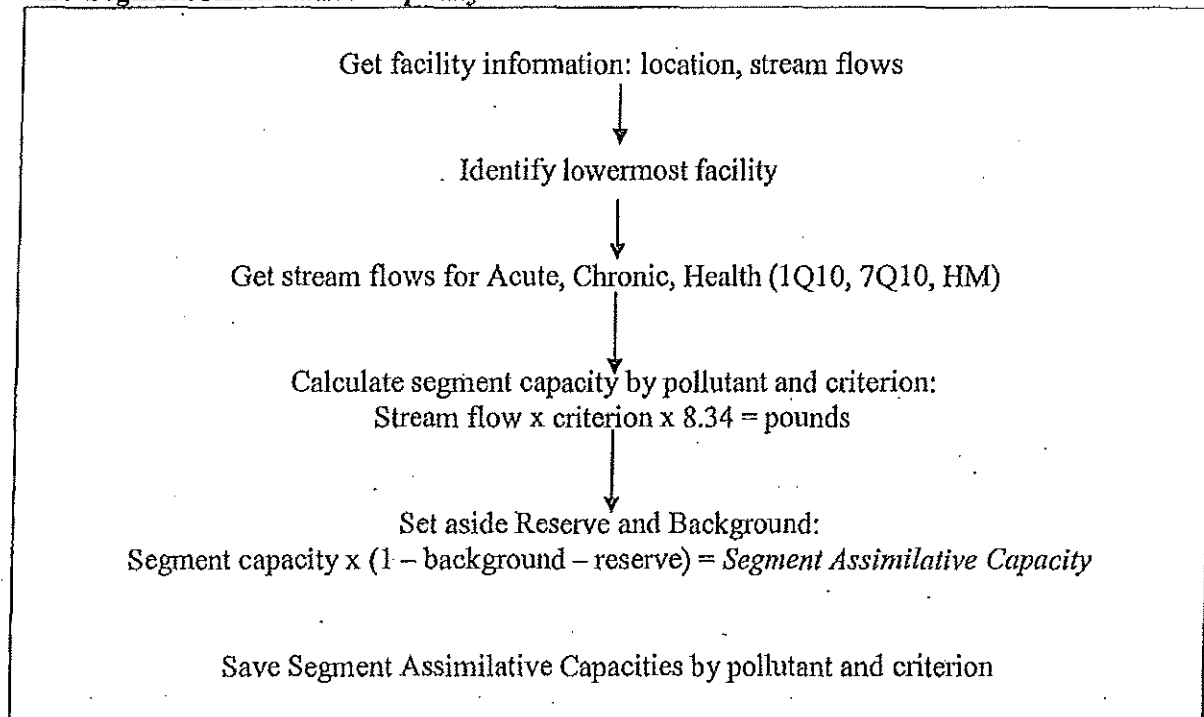 Get facility information: location, stream flows
Identify lowermost facility
Get stream flows for Acute, Chronic, Health (1Q10, 7Q10, HM)
Calculate segment capacity by pollutant and criterion:
Stream flow x criterion x 8.34 = pounds
Set aside Reserve and Background:
Segment capacity x (1 – background – reserve) = Segment Assimilative Capacity
Save Segment Assimilative Capacities by pollutant and criterion